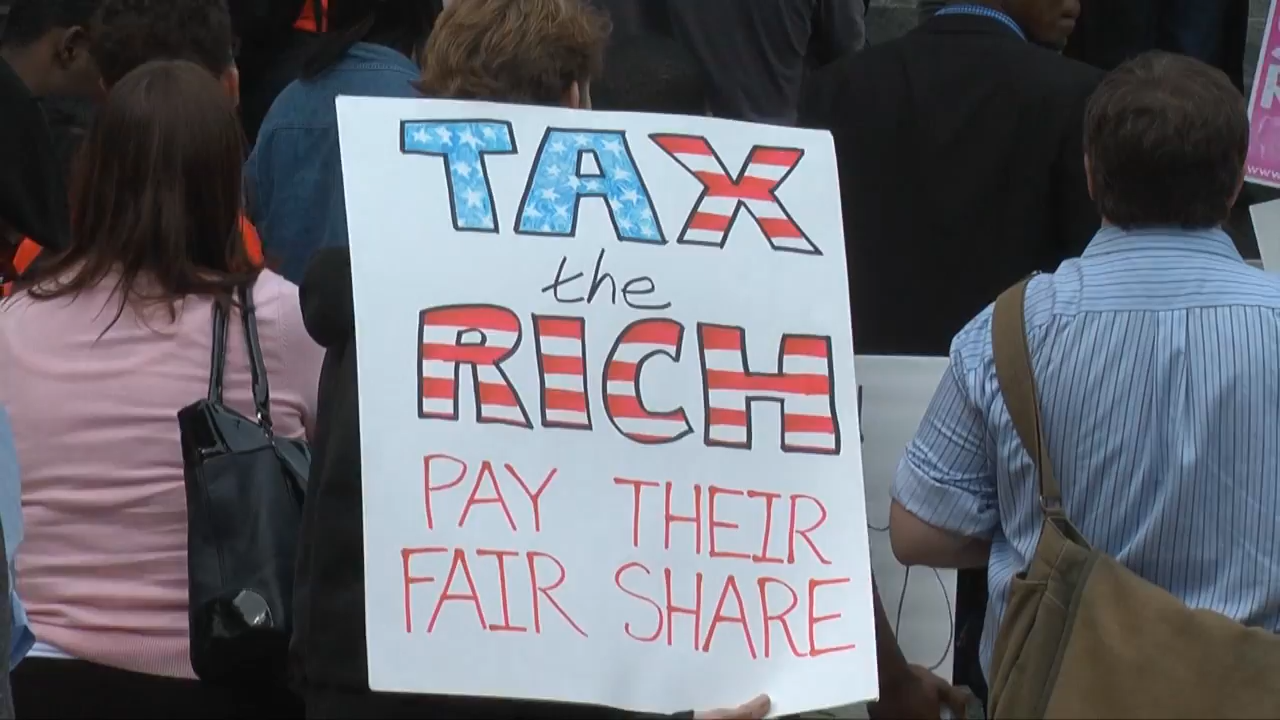 TAX
the
RICH
PAY THEIR
FAIR SHARE